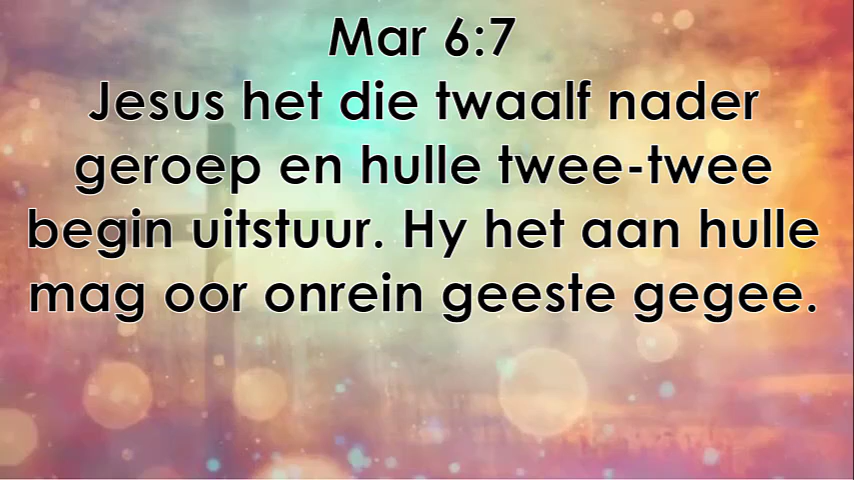 Mar 6:7
Jesus het die twaalf nader
geroep en hulle twee-twee
begin uitstuur. Hy het aan hulle
mag oor onrein geeste gegee.